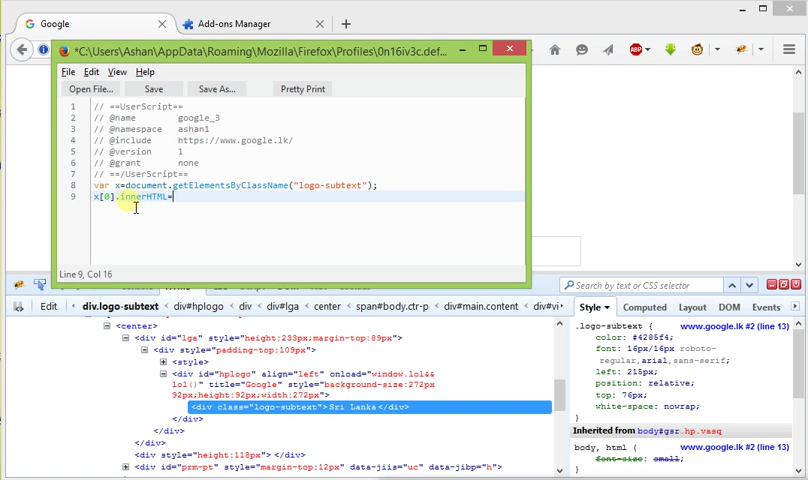 Google
Add-ons Manager
*C:\Users\Ashan\AppData\Roaming\Mozilla\Firefox\Profiles\0n16iv3c.def...
File Edit View Help
Open File... Save Save As... Pretty Print
1 // ==UserScript==
2 // @name google_3
3 // @namespace ashan1
4 // @include https://www.google.lk/
5 // @version 1
6 // @grant none
7 // ==/UserScript==
8 var x=document.getElementsByClassName("logo-subtext");
9 x[0].innerHTML=
Line 9, Col 16
Search by text or CSS selector
Edit div.logo-subtext < div#hplogo < div < div#lga < center < span#body.ctr-p < div#main.content < div#vi
Style Computed Layout DOM Events
<center>
<div id="lga" style="height:233px;margin-top:89px">
<div style="padding-top:109px">
<style>
<div id="hplogo" align="left" onload="window.lol&&
lol()" title="Google" style="background-size:272px
92px;height:92px;width:272px">
<div class="logo-subtext">Sri Lanka</div>
</div>
</div>
</div>
<div style="height:118px"> </div>
<div id="prm-pt" style="margin-top:12px" data-jiis="uc" data-jibp="h">
.logo-subtext { www.google.lk #2 (line 13)
color: #4285f4;
font: 16px/16px roboto-
regular,arial,sans-serif;
left: 215px;
position: relative;
top: 76px;
white-space: nowrap;
}
Inherited from body#gsr.hp.vasq
body, html { www.google.lk #2 (line 13)
font-size: small;